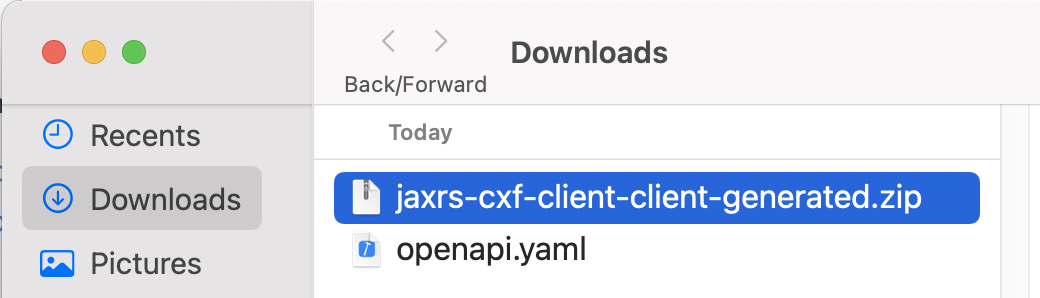 Back/Forward
Downloads
Recents
Downloads
Pictures
Today
jaxrs-cxf-client-client-generated.zip
openapi.yaml